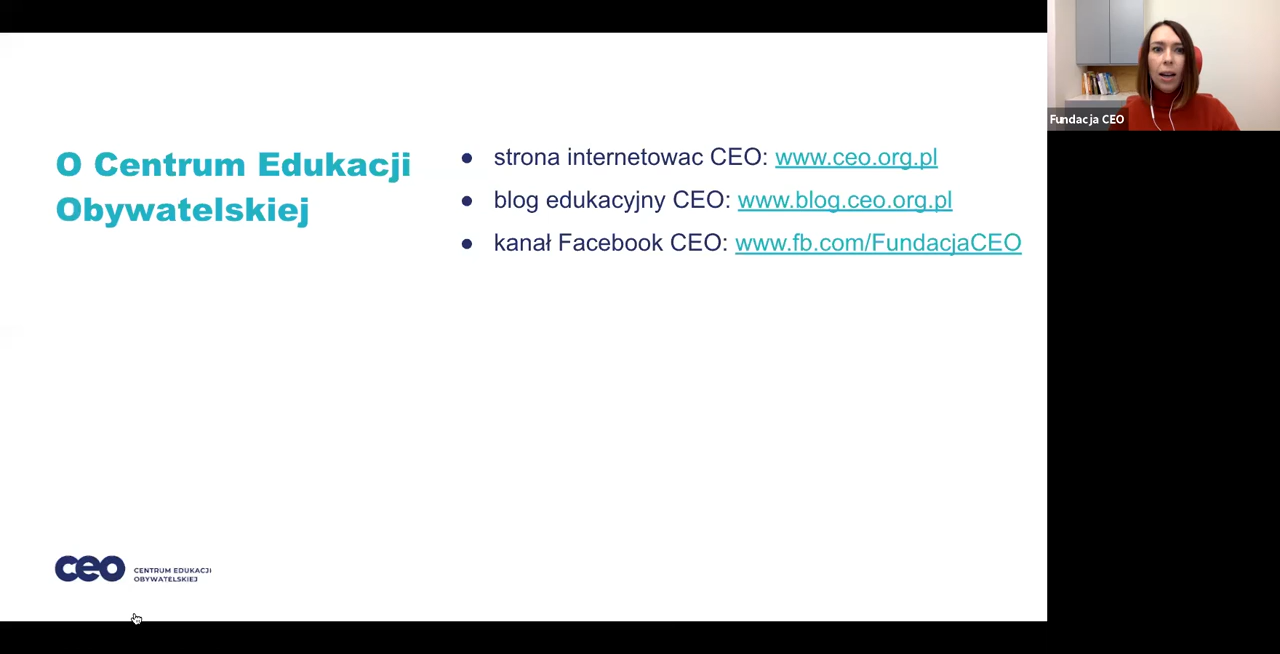 O Centrum Edukacji
Obywatelskiej
● strona internetowac CEO: www.ceo.org.pl
● blog edukacyjny CEO: www.blog.ceo.org.pl
● kanał Facebook CEO: www.fb.com/FundacjaCEO
Fundacja CEO
ceo CENTRUM EDUKACJI
OBYWATELSKIEJ